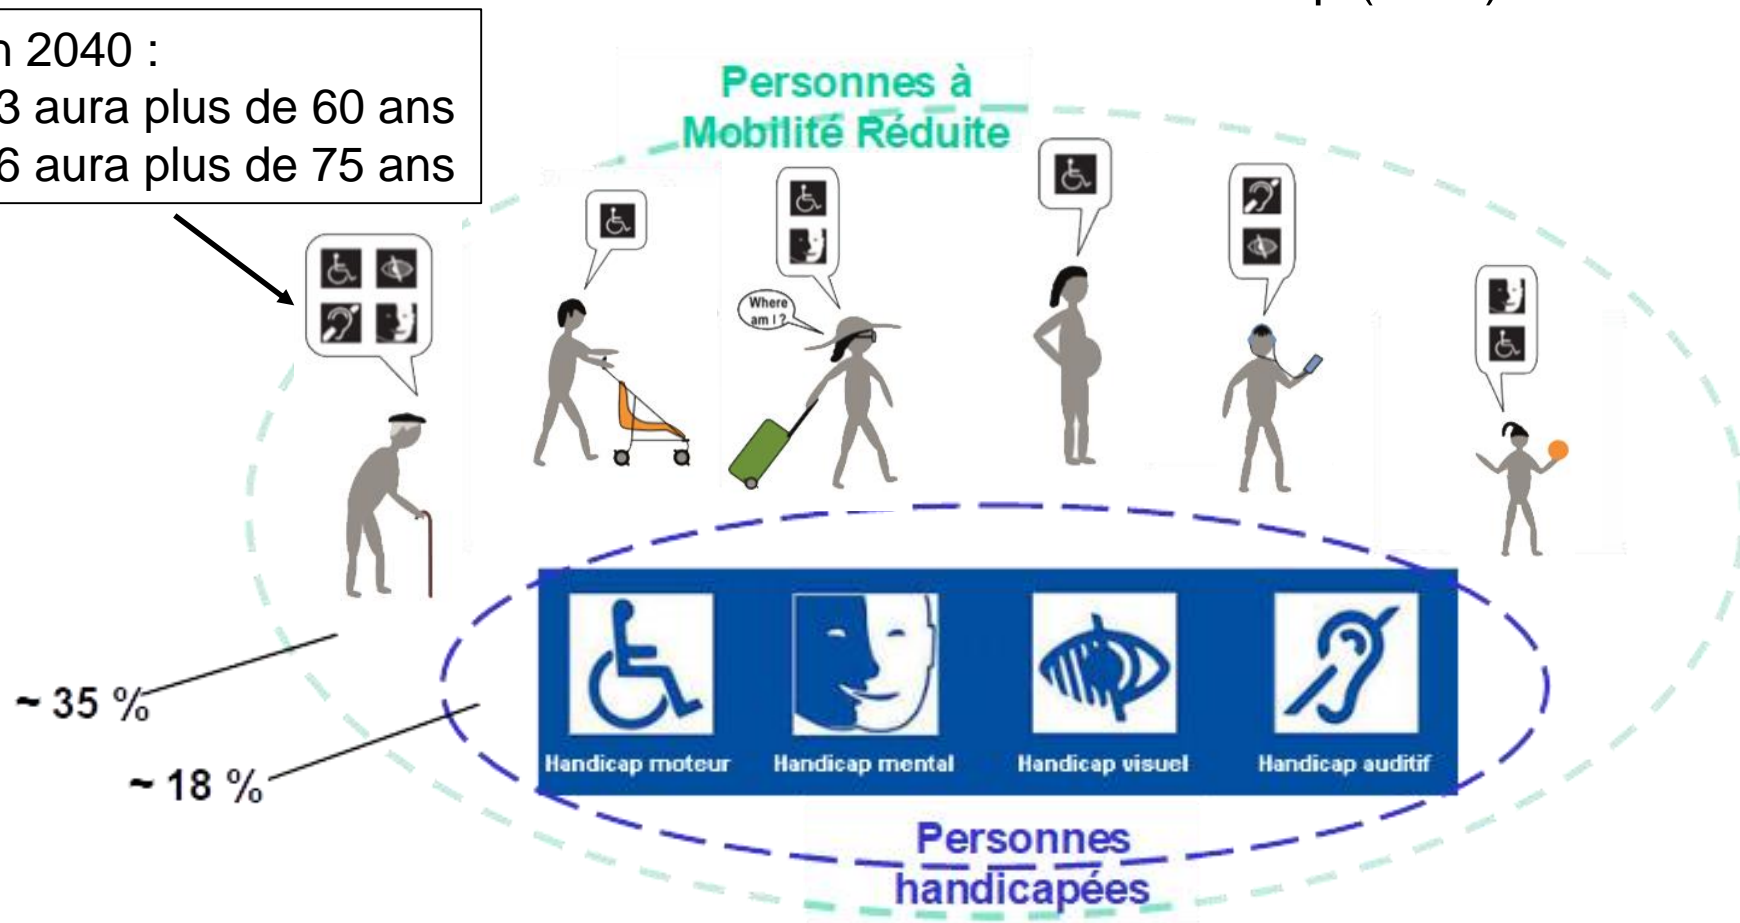 n 2040 :
3 aura plus de 60 ans
6 aura plus de 75 ans
Personnes à
Mobilité Réduite
Where
am I ?
~ 35 %
~ 18 %
Handicap moteur
Handicap mental
Handicap visuel
Handicap auditif
Personnes
handicapées